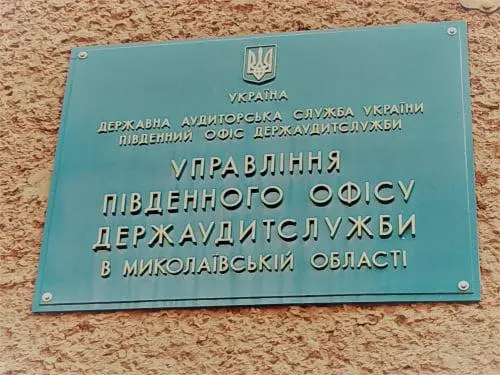 УКРАЇНА
ДЕРЖАВНА АУДИТОРСЬКА СЛУЖБА УКРАЇНИ
ПІВДЕННИЙ ОФІС ДЕРЖАУДИТСЛУЖБИ
УПРАВЛІННЯ
ПІВДЕННОГО ОФІСУ
ДЕРЖАУДИТСЛУЖБИ
В МИКОЛАЇВСЬКІЙ ОБЛАСТІ